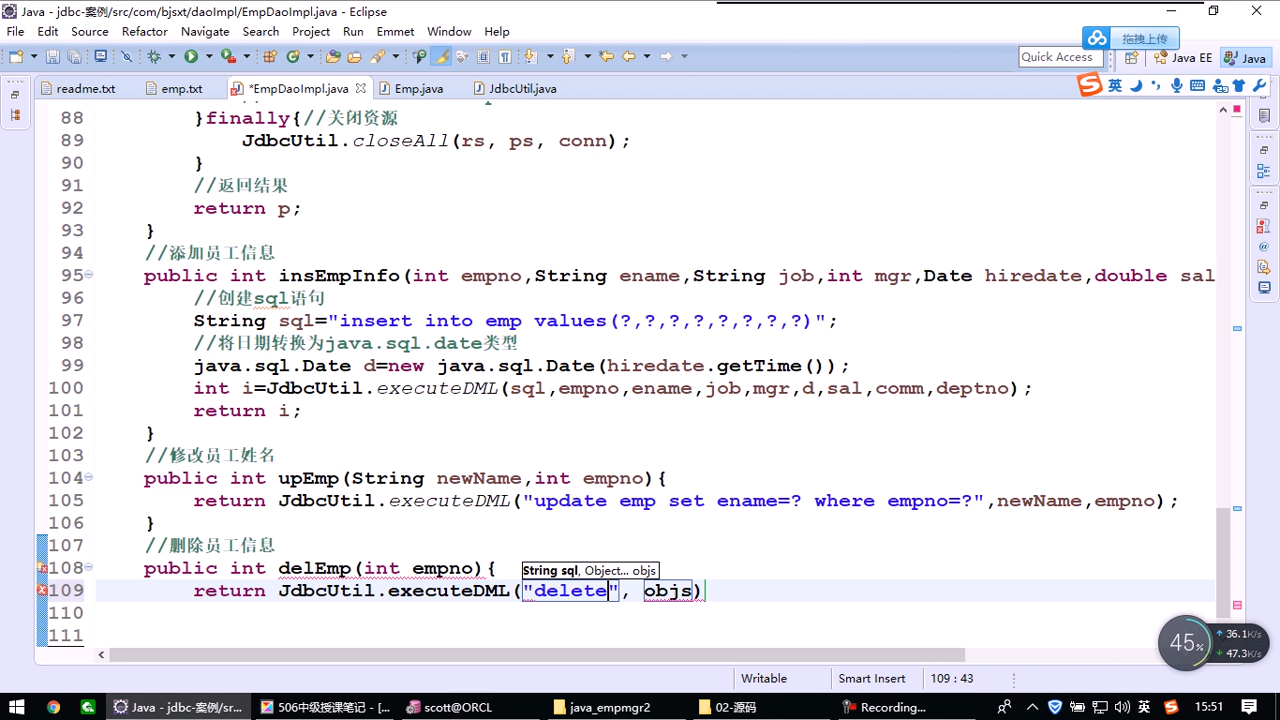 Java - jdbc-案例/src/com/bjsxt/daoImpl/EmpDaoImpl.java - Eclipse
File Edit Source Refactor Navigate Search Project Run Emmet Window Help
拖拽上传
Quick Access Java EE Java
readme.txt emp.txt *EmpDaoImpl.java Emp.java JdbcUtil.java
英
88 }finally{//关闭资源
89 JdbcUtil.closeAll(rs, ps, conn);
90 }
91 //返回结果
92 return p;
93 }
94 //添加员工信息
95 public int insEmpInfo(int empno,String ename,String job,int mgr,Date hiredate,double sal
96 //创建sql语句
97 String sql="insert into emp values(?,?,?,?,?,?,?,?)";
98 //将日期转换为java.sql.date类型
99 java.sql.Date d=new java.sql.Date(hiredate.getTime());
100 int i=JdbcUtil.executeDML(sql,empno,ename,job,mgr,d,sal,comm,deptno);
101 return i;
102 }
103 //修改员工姓名
104 public int upEmp(String newName,int empno){
105 return JdbcUtil.executeDML("update emp set ename=? where empno=?",newName,empno);
106 }
107 //删除员工信息
108 public int delEmp(int empno){
String sql, Object... objs
109 return JdbcUtil.executeDML("delete", objs)
110
111
45% 36.1K/s
47.3K/s
Writable Smart Insert 109 : 43
Java - jdbc-案例/sr... 506中级授课笔记 - [... scott@ORCL java_empmgr2 02-源码 Recording... 英 15:51